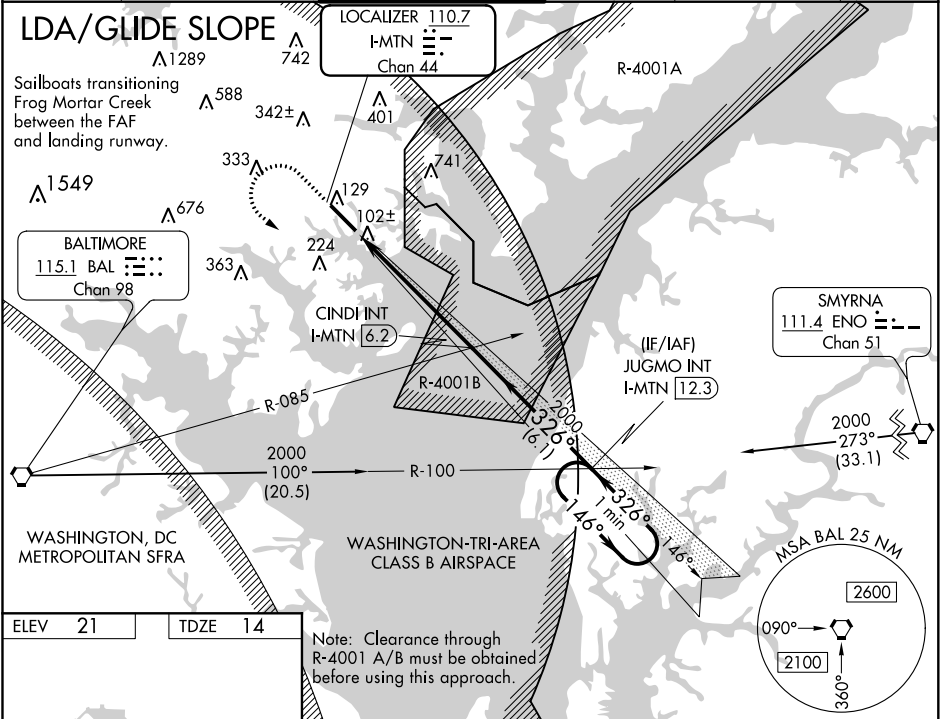 LDA/GLIDE SLOPE
LOCALIZER 110.7
I-MTN
Chan 44
1289
742
R-4001A
Sailboats transitioning
Frog Mortar Creek
between the FAF
and landing runway.
588
342±
401
333
741
1549
129
676
102±
224
363
BALTIMORE
115.1 BAL
Chan 98
CINDI INT
I-MTN 6.2
SMYRNA
111.4 ENO
Chan 51
(IF/IAF)
JUGMO INT
I-MTN 12.3
R-4001B
R-085
2000
326°
(6.1)
2000
273°
(33.1)
2000
100°
(20.5)
R-100
326°
1 min
146°
146°
WASHINGTON, DC
METROPOLITAN SFRA
WASHINGTON-TRI-AREA
CLASS B AIRSPACE
MSA BAL 25 NM
2600
090°
2100
360°
ELEV 21
TDZE 14
Note: Clearance through
R-4001 A/B must be obtained
before using this approach.